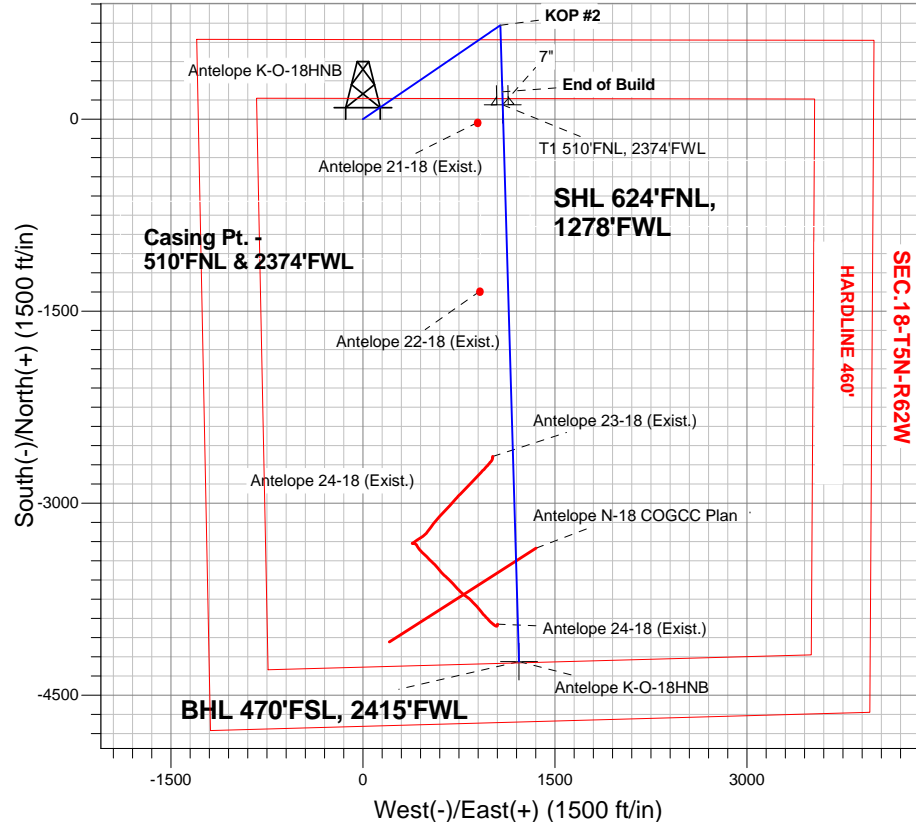 KOP #2
7"
Antelope K-O-18HNB
End of Build
0
T1 510'FNL, 2374'FWL
Antelope 21-18 (Exist.)
SHL 624'FNL,
1278'FWL
Casing Pt. -
510'FNL & 2374'FWL
HARDLINE 460'
SEC.18-T5N-R62W
-1500
Antelope 22-18 (Exist.)
Antelope 23-18 (Exist.)
Antelope 24-18 (Exist.)
-3000
Antelope N-18 COGCC Plan
Antelope 24-18 (Exist.)
Antelope K-O-18HNB
-4500
BHL 470'FSL, 2415'FWL
South(-)/North(+) (1500 ft/in)
-1500
0
1500
3000
West(-)/East(+) (1500 ft/in)